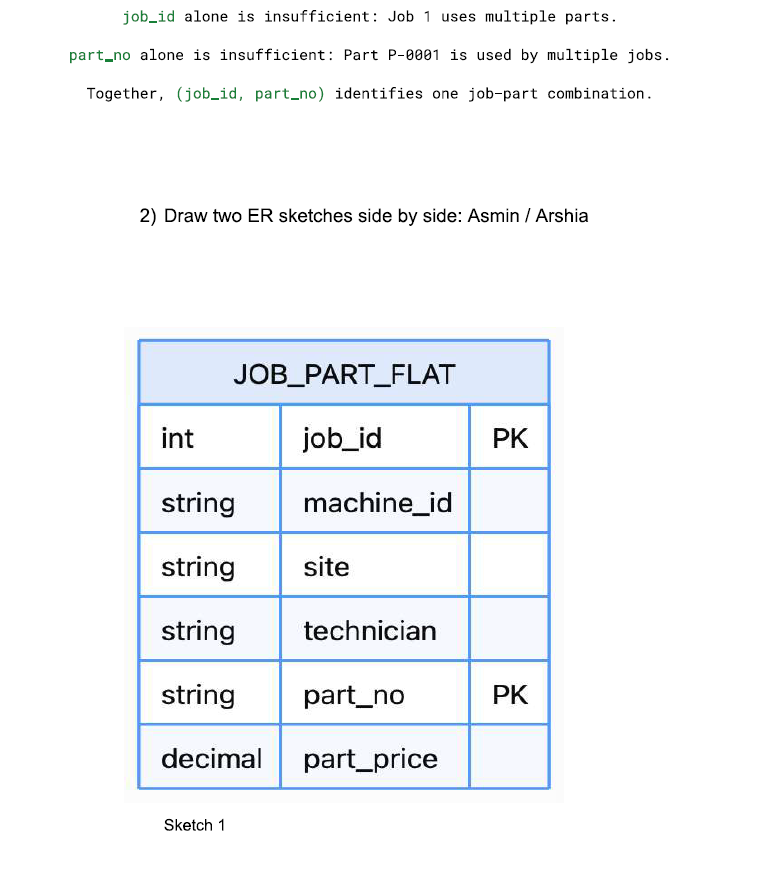 job_id alone is insufficient: Job 1 uses multiple parts.
part_no alone is insufficient: Part P-0001 is used by multiple jobs.
Together, (job_id, part_no) identifies one job-part combination.
2) Draw two ER sketches side by side: Asmin / Arshia
JOB_PART_FLAT
int job_id PK
string machine_id
string site
string technician
string part_no PK
decimal part_price
Sketch 1